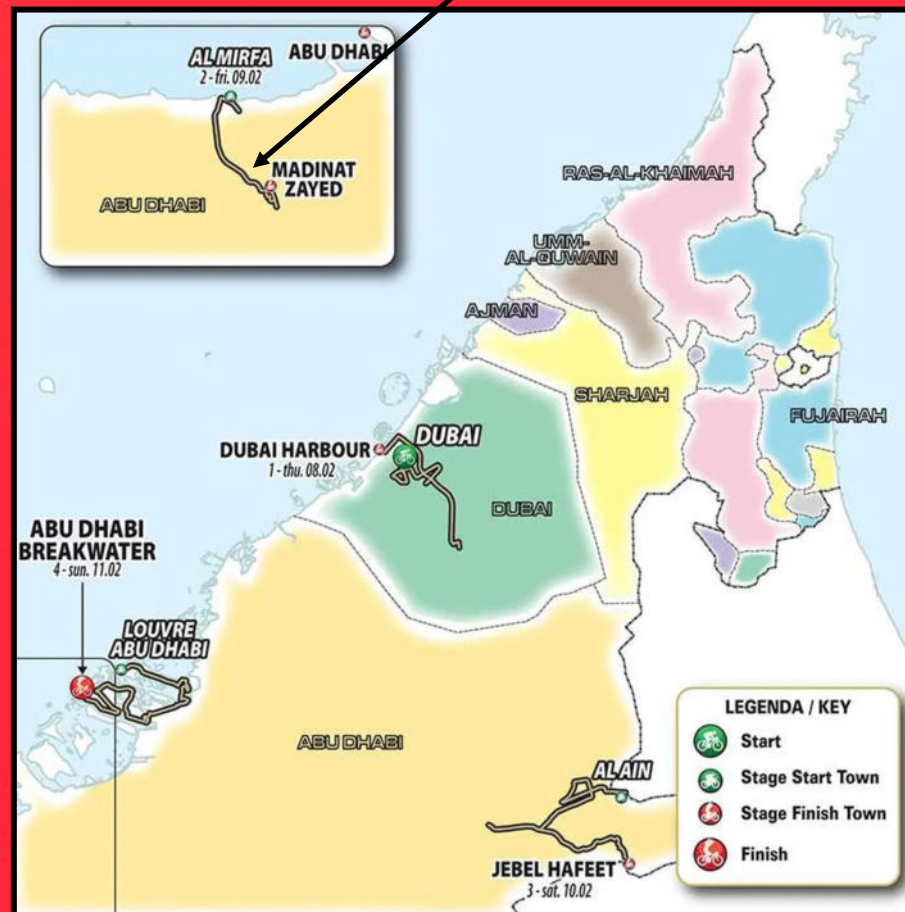 AL MIRFA
2 - fri. 09.02
ABU DHABI
MADINAT
ZAYED
ABU DHABI
RAS-AL-KHAIMAH
UMM-
AL-QUWAIN
AJMAN
SHARJAH
FUJAIRAH
DUBAI HARBOUR
1 - thu. 08.02
DUBAI
DUBAI
ABU DHABI
BREAKWATER
4 - sun. 11.02
LOUVRE
ABU DHABI
ABU DHABI
AL AIN
JEBEL HAFEET
3 - sat. 10.02
LEGENDA / KEY
Start
Stage Start Town
Stage Finish Town
Finish